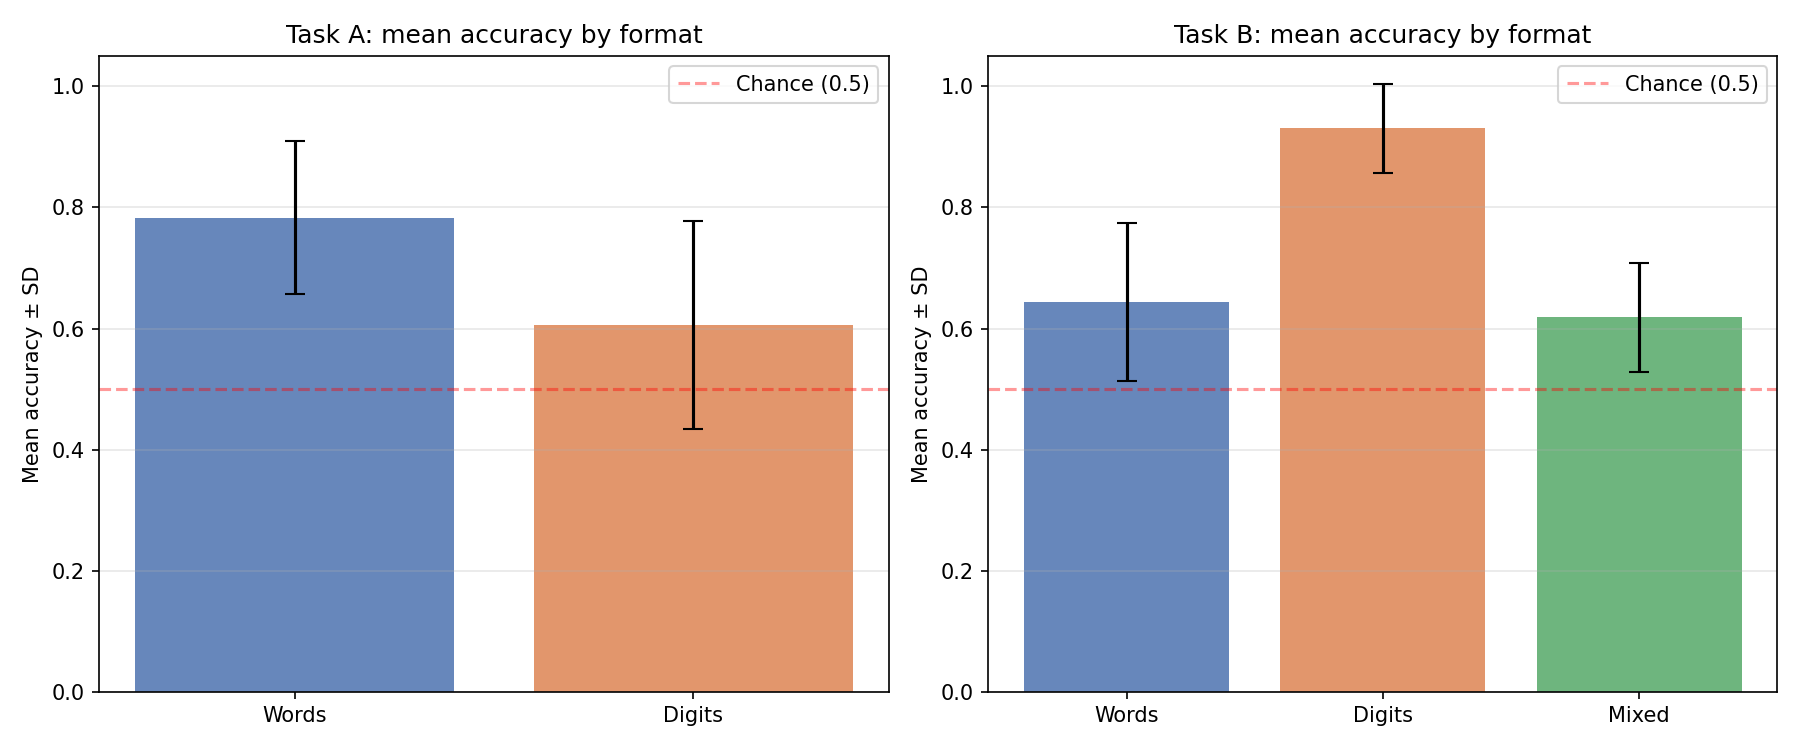 Task A: mean accuracy by format
Chance (0.5)
Mean accuracy ± SD
1.0
0.8
0.6
0.4
0.2
0.0
Words
Digits
Task B: mean accuracy by format
Chance (0.5)
Mean accuracy ± SD
1.0
0.8
0.6
0.4
0.2
0.0
Words
Digits
Mixed